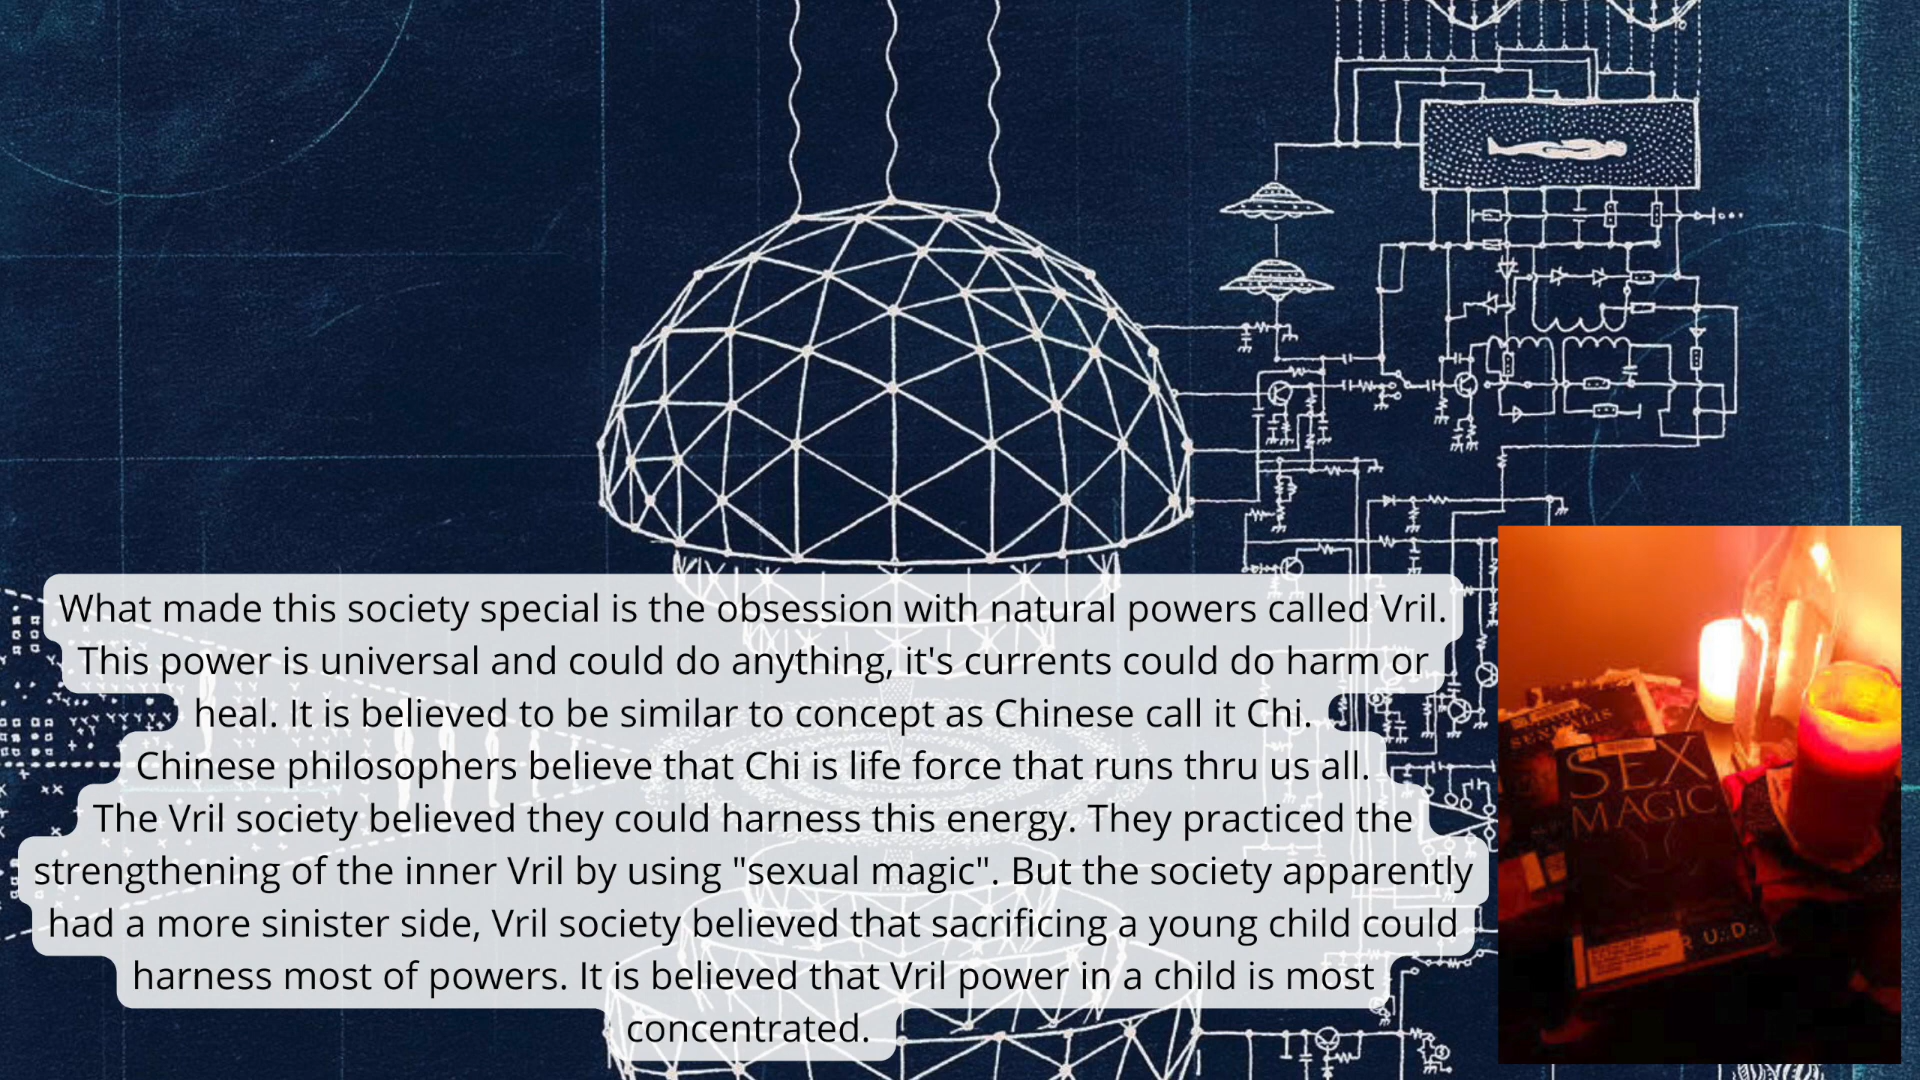 What made this society special is the obsession with natural powers called Vril.
This power is universal and could do anything, it's currents could do harm or
heal. It is believed to be similar to concept as Chinese call it Chi.
Chinese philosophers believe that Chi is life force that runs thru us all.
The Vril society believed they could harness this energy. They practiced the
strengthening of the inner Vril by using "sexual magic". But the society apparently
had a more sinister side, Vril society believed that sacrificing a young child could
harness most of powers. It is believed that Vril power in a child is most
concentrated.
SEX
MAGIC
U.:D.: